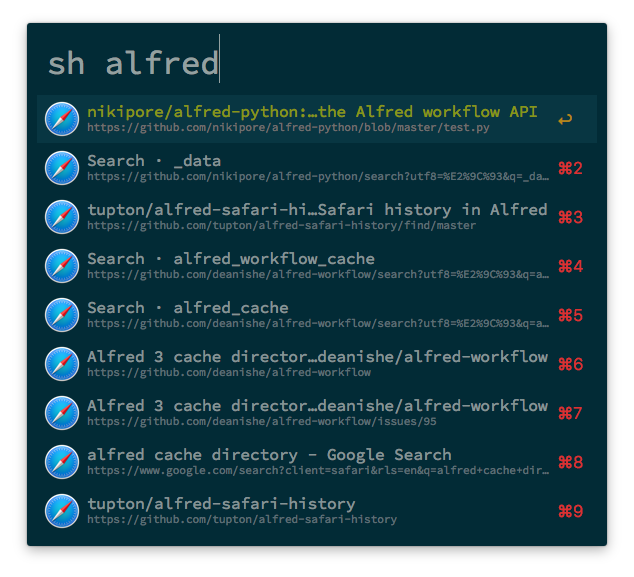 sh alfred
nikipore/alfred-python:…the Alfred workflow API
https://github.com/nikipore/alfred-python/blob/master/test.py
↩
Search · _data
https://github.com/nikipore/alfred-python/search?utf8=%E2%9C%93&q=_da…
⌘2
tupton/alfred-safari-hi…Safari history in Alfred
https://github.com/tupton/alfred-safari-history/find/master
⌘3
Search · alfred_workflow_cache
https://github.com/deanishe/alfred-workflow/search?utf8=%E2%9C%93&q=a…
⌘4
Search · alfred_cache
https://github.com/deanishe/alfred-workflow/search?utf8=%E2%9C%93&q=a…
⌘5
Alfred 3 cache director…deanishe/alfred-workflow
https://github.com/deanishe/alfred-workflow
⌘6
Alfred 3 cache director…deanishe/alfred-workflow
https://github.com/deanishe/alfred-workflow/issues/95
⌘7
alfred cache directory - Google Search
https://www.google.com/search?client=safari&rls=en&q=alfred+cache+dir…
⌘8
tupton/alfred-safari-history
https://github.com/tupton/alfred-safari-history
⌘9